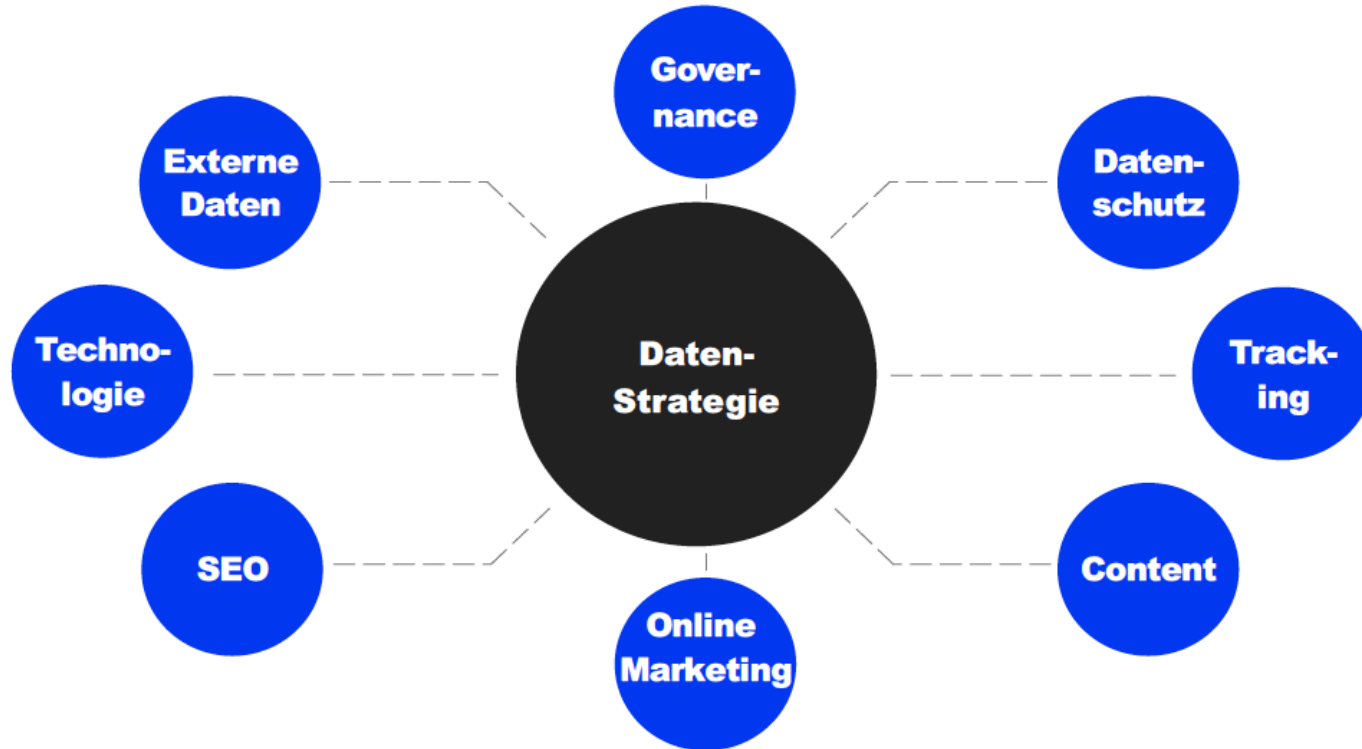 Gover-
nance
Externe
Daten
Daten-
schutz
Techno-
logie
Daten-
Strategie
Track-
ing
SEO
Content
Online
Marketing